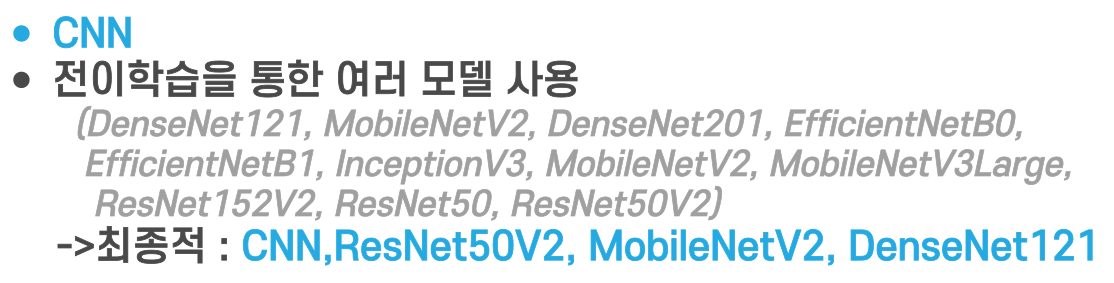 • CNN
• 전이학습을 통한 여러 모델 사용
(DenseNet121, MobileNetV2, DenseNet201, EfficientNetB0,
EfficientNetB1, InceptionV3, MobileNetV2, MobileNetV3Large,
ResNet152V2, ResNet50, ResNet50V2)
->최종적 : CNN,ResNet50V2, MobileNetV2, DenseNet121